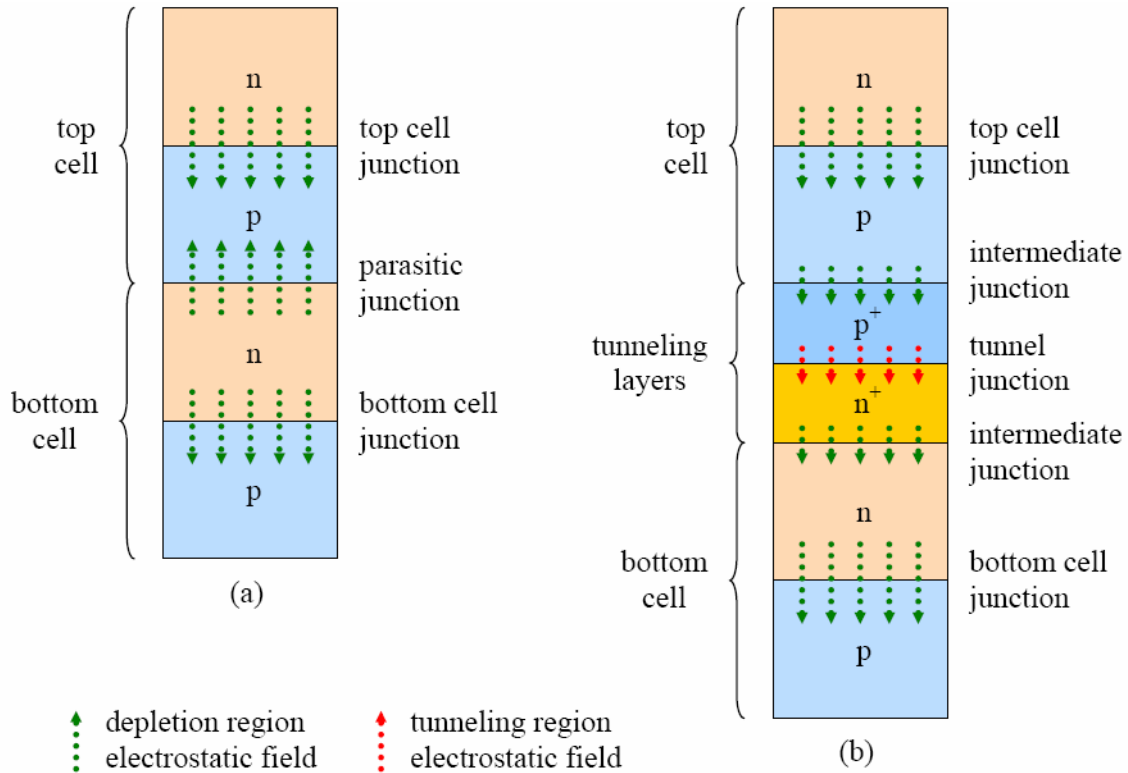 n
top
cell
top cell
junction
p
parasitic
junction
n
bottom
cell
bottom cell
junction
p
(a)
n
top
cell
top cell
junction
p
intermediate
junction
p+
tunneling
layers
tunnel
junction
n+
intermediate
junction
n
bottom
cell
bottom cell
junction
p
(b)
depletion region
electrostatic field
tunneling region
electrostatic field